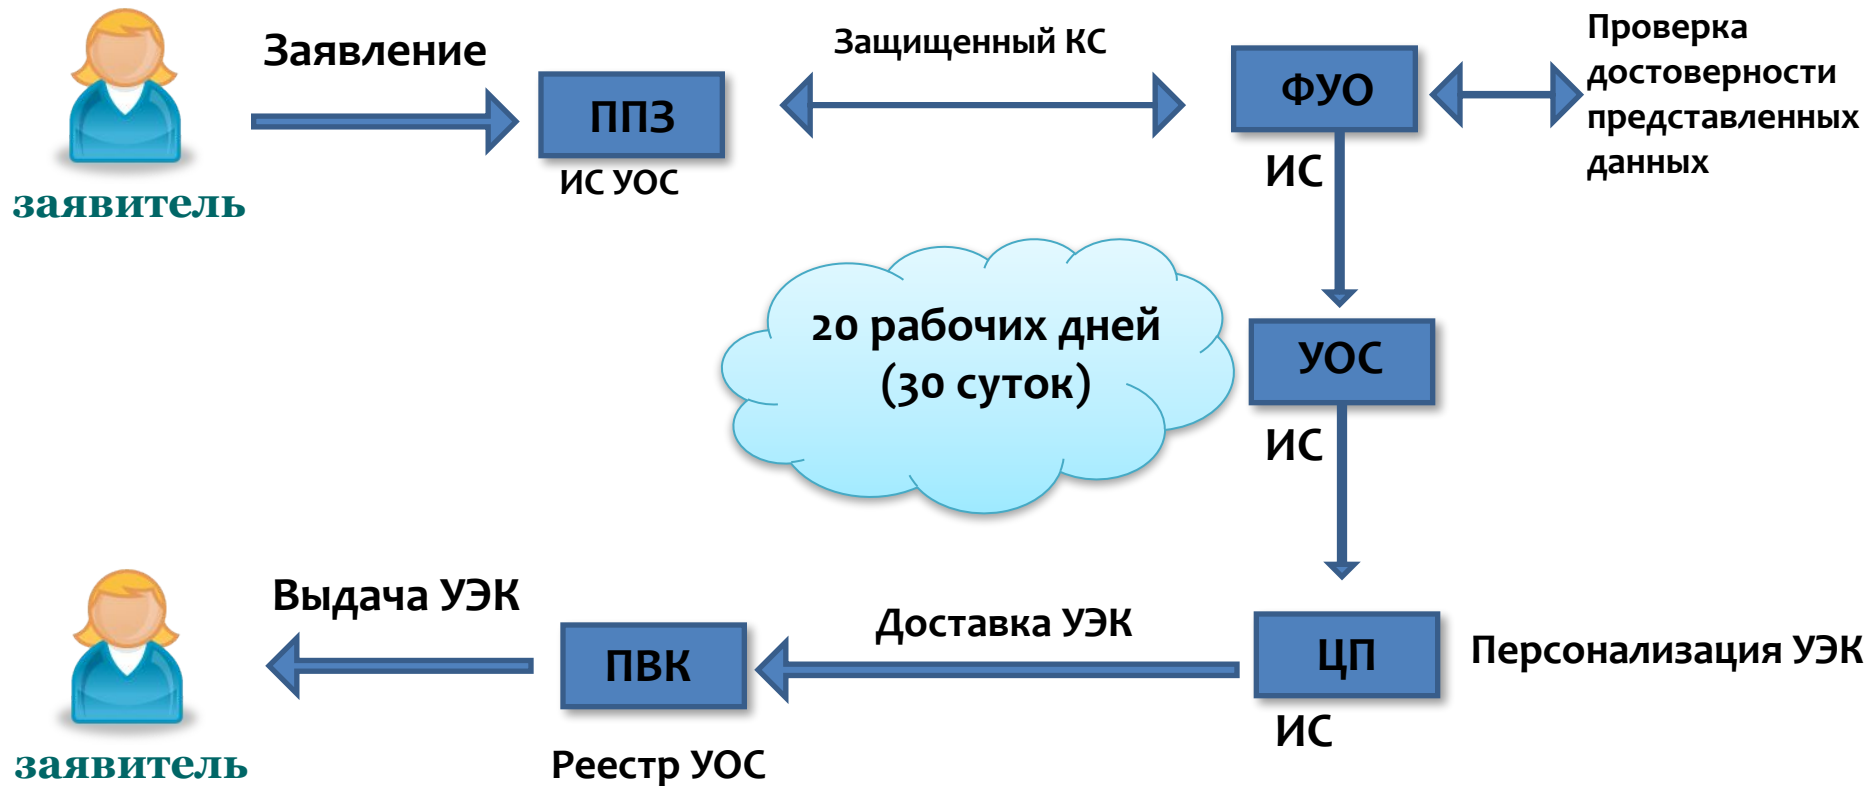 Заявление
Защищенный КС
Проверка
достоверности
представленных
данных
ППЗ
ФУО
ИС УОС
ИС
заявитель
20 рабочих дней
(30 суток)
УОС
ИС
Выдача УЭК
Доставка УЭК
ПВК
ЦП
Персонализация УЭК
ИС
заявитель
Реестр УОС